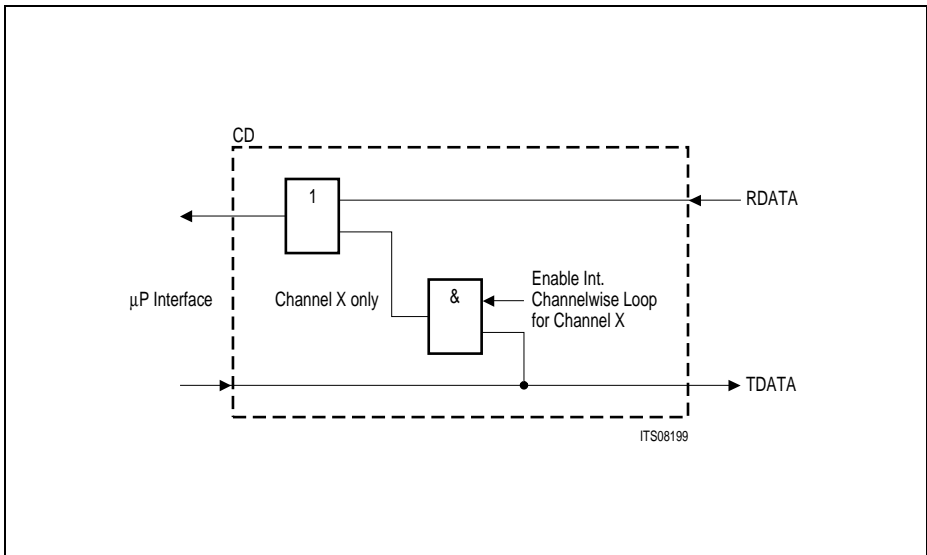 CD
1
RDATA
µP Interface
Channel X only
&
Enable Int.
Channelwise Loop
for Channel X
TDATA
ITS08199